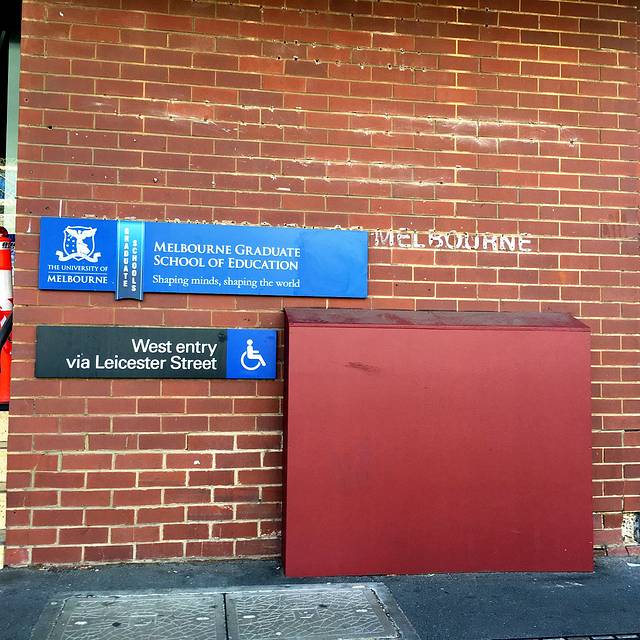 THE UNIVERSITY OF
MELBOURNE
GRADUATE
SCHOOLS
MELBOURNE GRADUATE
SCHOOL OF EDUCATION
Shaping minds, shaping the world
MELBOURNE
West entry
via Leicester Street